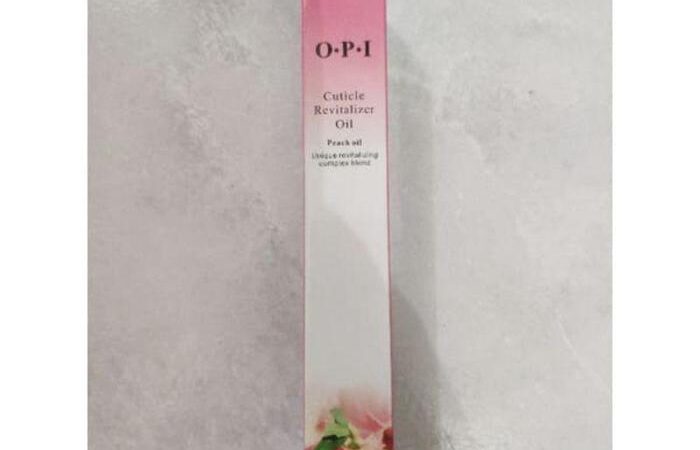 O·P·I
Cuticle
Revitalizer
Oil
Peach oil
Unique revitalizing
complex blend